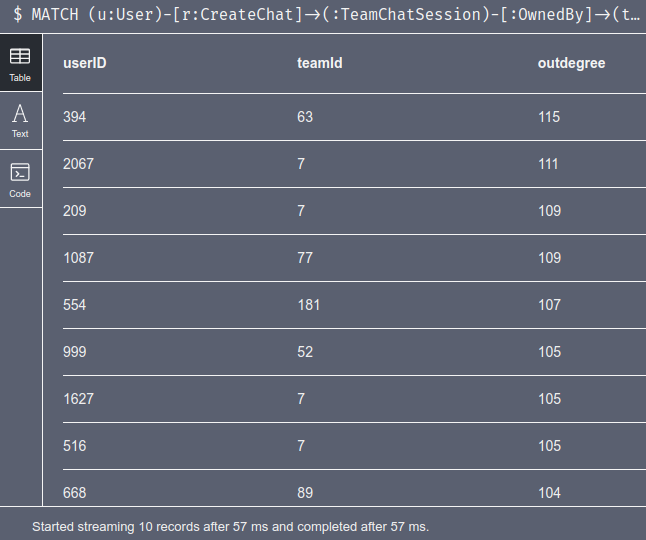 $ MATCH (u:User)-[r:CreateChat]→(:TeamChatSession)-[:OwnedBy]→(t…
Table
Text
Code
userID teamId outdegree
394 63 115
2067 7 111
209 7 109
1087 77 109
554 181 107
999 52 105
1627 7 105
516 7 105
668 89 104
Started streaming 10 records after 57 ms and completed after 57 ms.